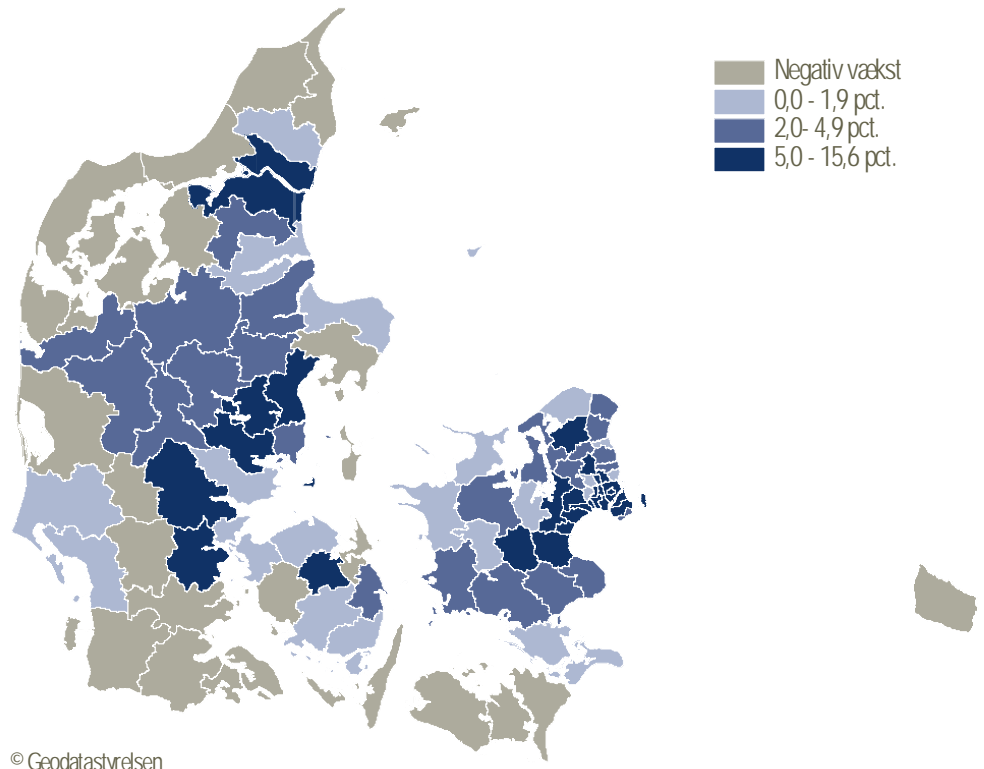 Negativ vækst
0,0 - 1,9 pct.
2,0- 4,9 pct.
5,0 - 15,6 pct.
© Geodatastyrelsen